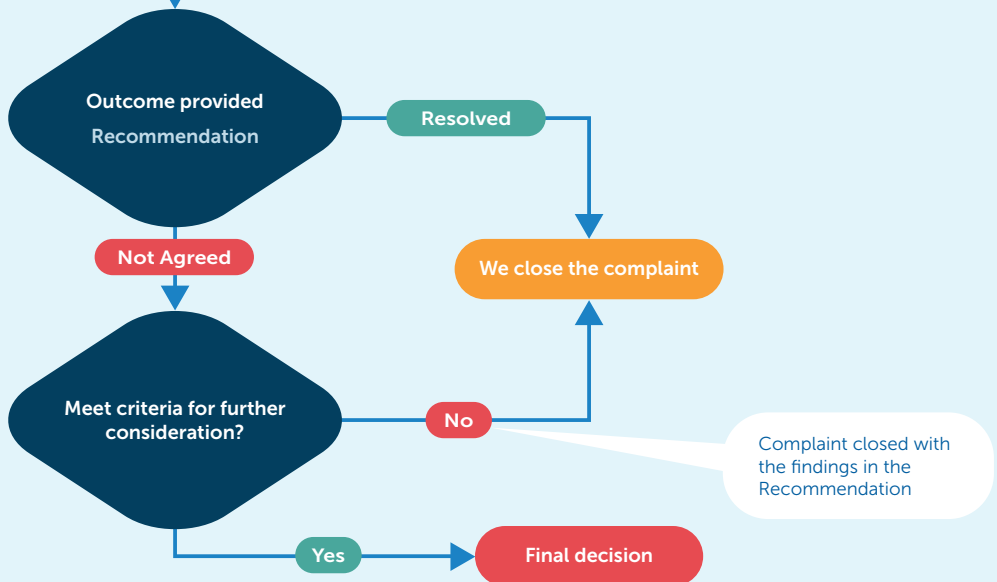 Outcome provided
Recommendation
Resolved
Not Agreed
We close the complaint
Meet criteria for further
consideration?
No
Complaint closed with
the findings in the
Recommendation
Yes
Final decision